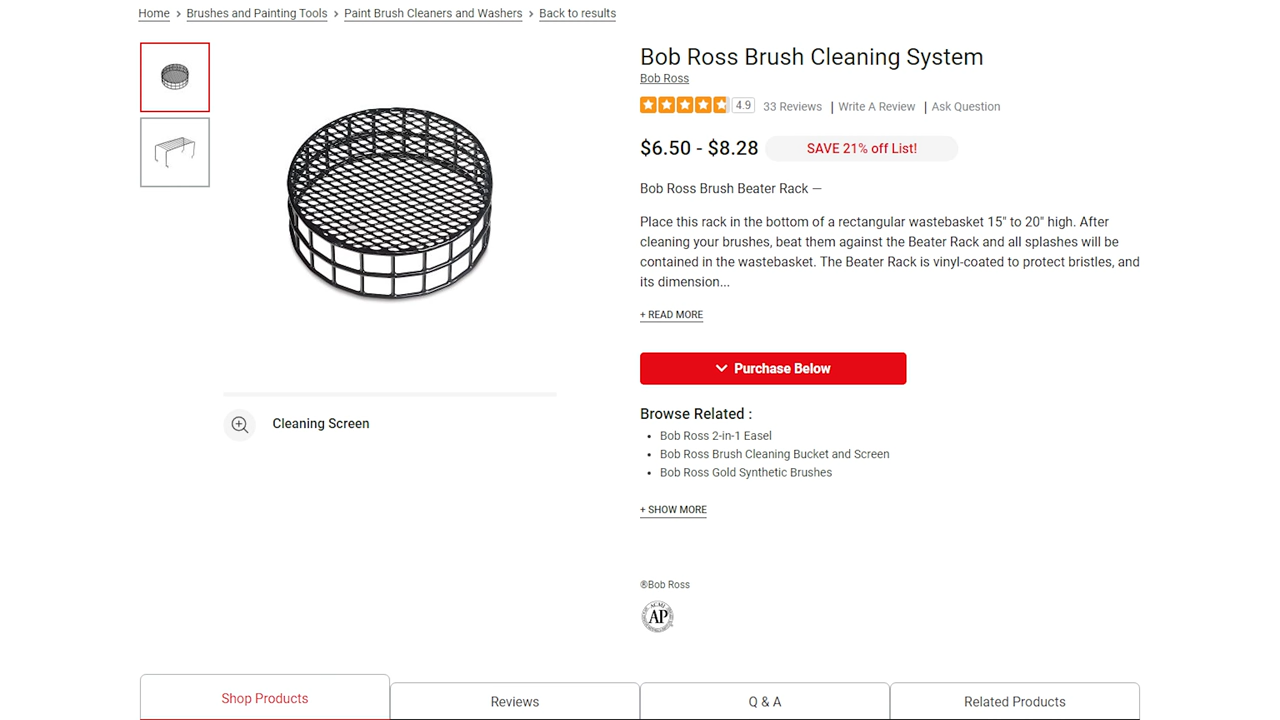 Home > Brushes and Painting Tools > Paint Brush Cleaners and Washers > Back to results
Bob Ross Brush Cleaning System
Bob Ross
4.9 33 Reviews | Write A Review | Ask Question
$6.50 - $8.28 SAVE 21% off List!
Bob Ross Brush Beater Rack —
Place this rack in the bottom of a rectangular wastebasket 15" to 20" high. After
cleaning your brushes, beat them against the Beater Rack and all splashes will be
contained in the wastebasket. The Beater Rack is vinyl-coated to protect bristles, and
its dimension...
+ READ MORE
Purchase Below
Cleaning Screen
Browse Related :
• Bob Ross 2-in-1 Easel
• Bob Ross Brush Cleaning Bucket and Screen
• Bob Ross Gold Synthetic Brushes
+ SHOW MORE
®Bob Ross
ACMI
AP
Shop Products Reviews Q & A Related Products